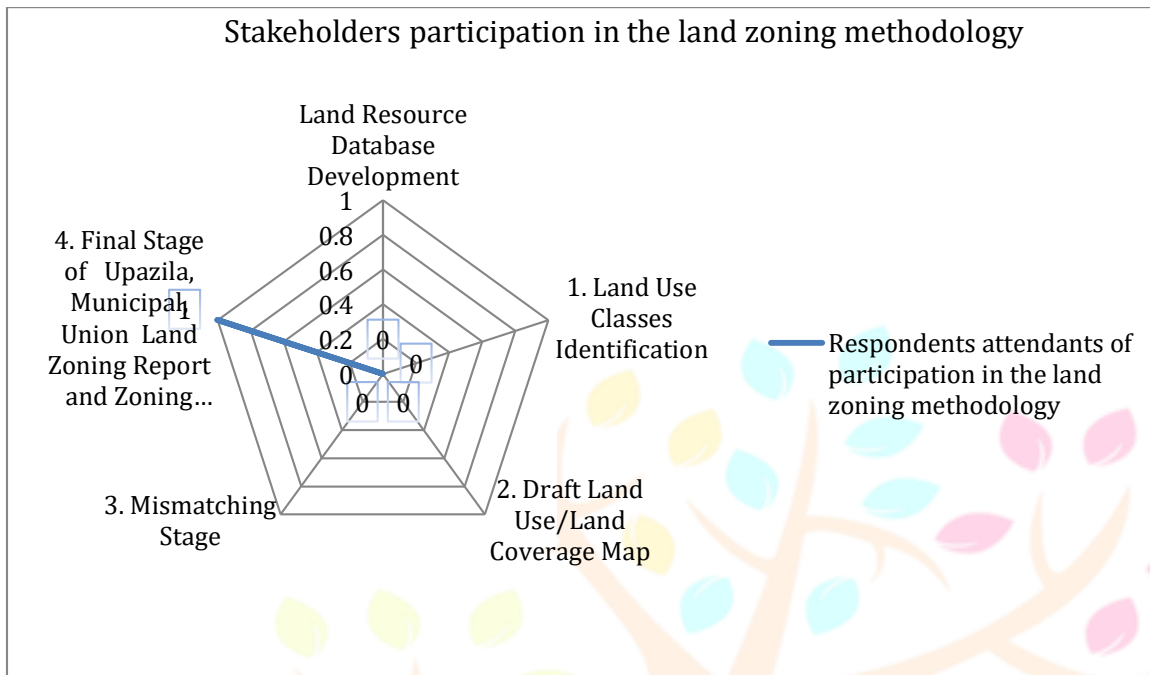 Stakeholders participation in the land zoning methodology
Land Resource
Database
Development
1
0.8
0.6
0.4
0.2
0
4. Final Stage
of Upazila,
Municipal,
Union Land
Zoning Report
and Zoning...
1
0
0
0
0
1. Land Use
Classes
Identification
2. Draft Land
Use/Land
Coverage Map
3. Mismatching
Stage
Respondents attendants of
participation in the land
zoning methodology